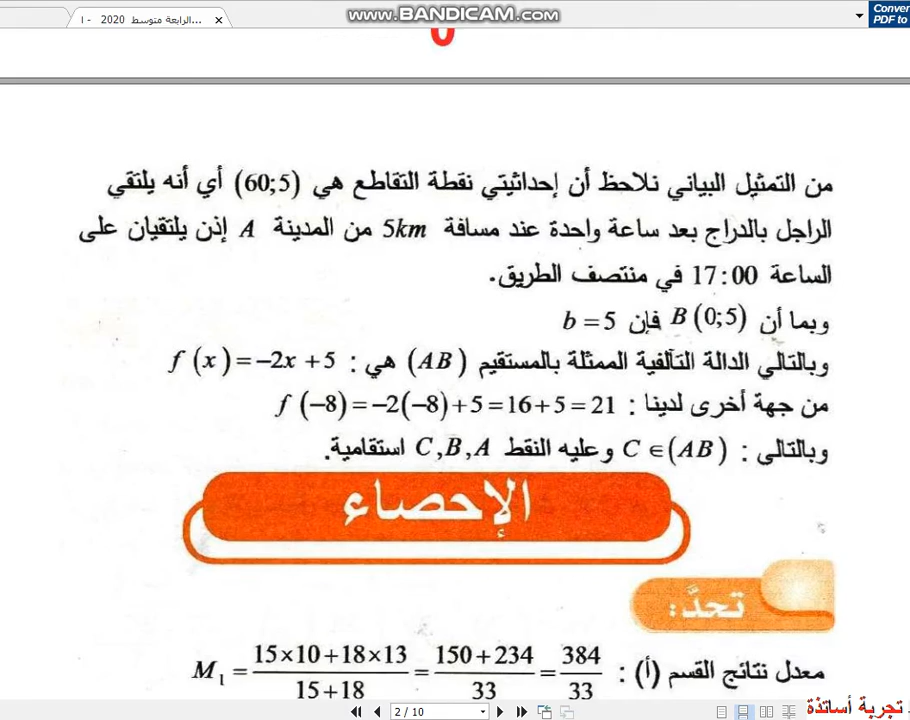 www.BANDICAM.com
الرابعة متوسط 2020 - ا...
Conver
PDF to
من التمثيل البياني نلاحظ أن إحداثيتي نقطة التقاطع هي (60;5) أي أنه يلتقي
الراجل بالدراج بعد ساعة واحدة عند مسافة 5km من المدينة A إذن يلتقيان على
الساعة 17:00 في منتصف الطريق.
وبما أن B(0;5) فإن b = 5
وبالتالي الدالة التآلفية الممثلة بالمستقيم (AB) هي : f(x) = -2x + 5
من جهة أخرى لدينا : f(-8) = -2(-8) + 5 = 16 + 5 = 21
وبالتالي : C ∈ (AB) وعليه النقط C, B, A استقامية.
الإحصاء
تحدَّ:
معدل نتائج القسم (أ) : M₁ = (15×10+18×13)/(15+18) = (150+234)/33 = 384/33
2 / 10
تجربة أساتذة